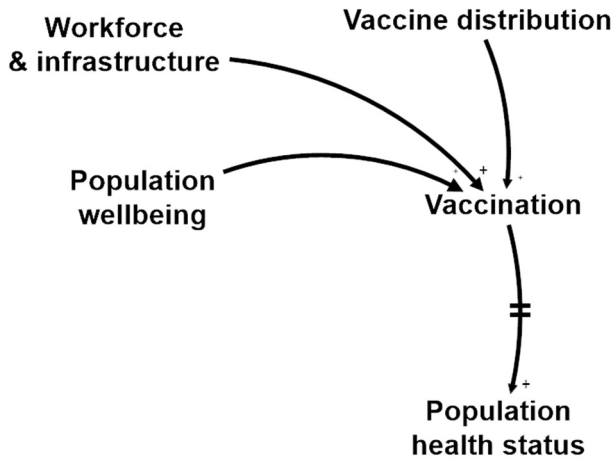 Workforce
& infrastructure
Vaccine distribution
Population
wellbeing
+
+
+
Vaccination
+
Population
health status